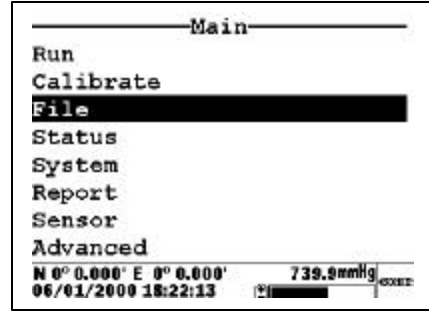 Main
Run
Calibrate
File
Status
System
Report
Sensor
Advanced
N 0° 0.000' E 0° 0.000' 739.9mmHg
06/01/2000 18:22:13